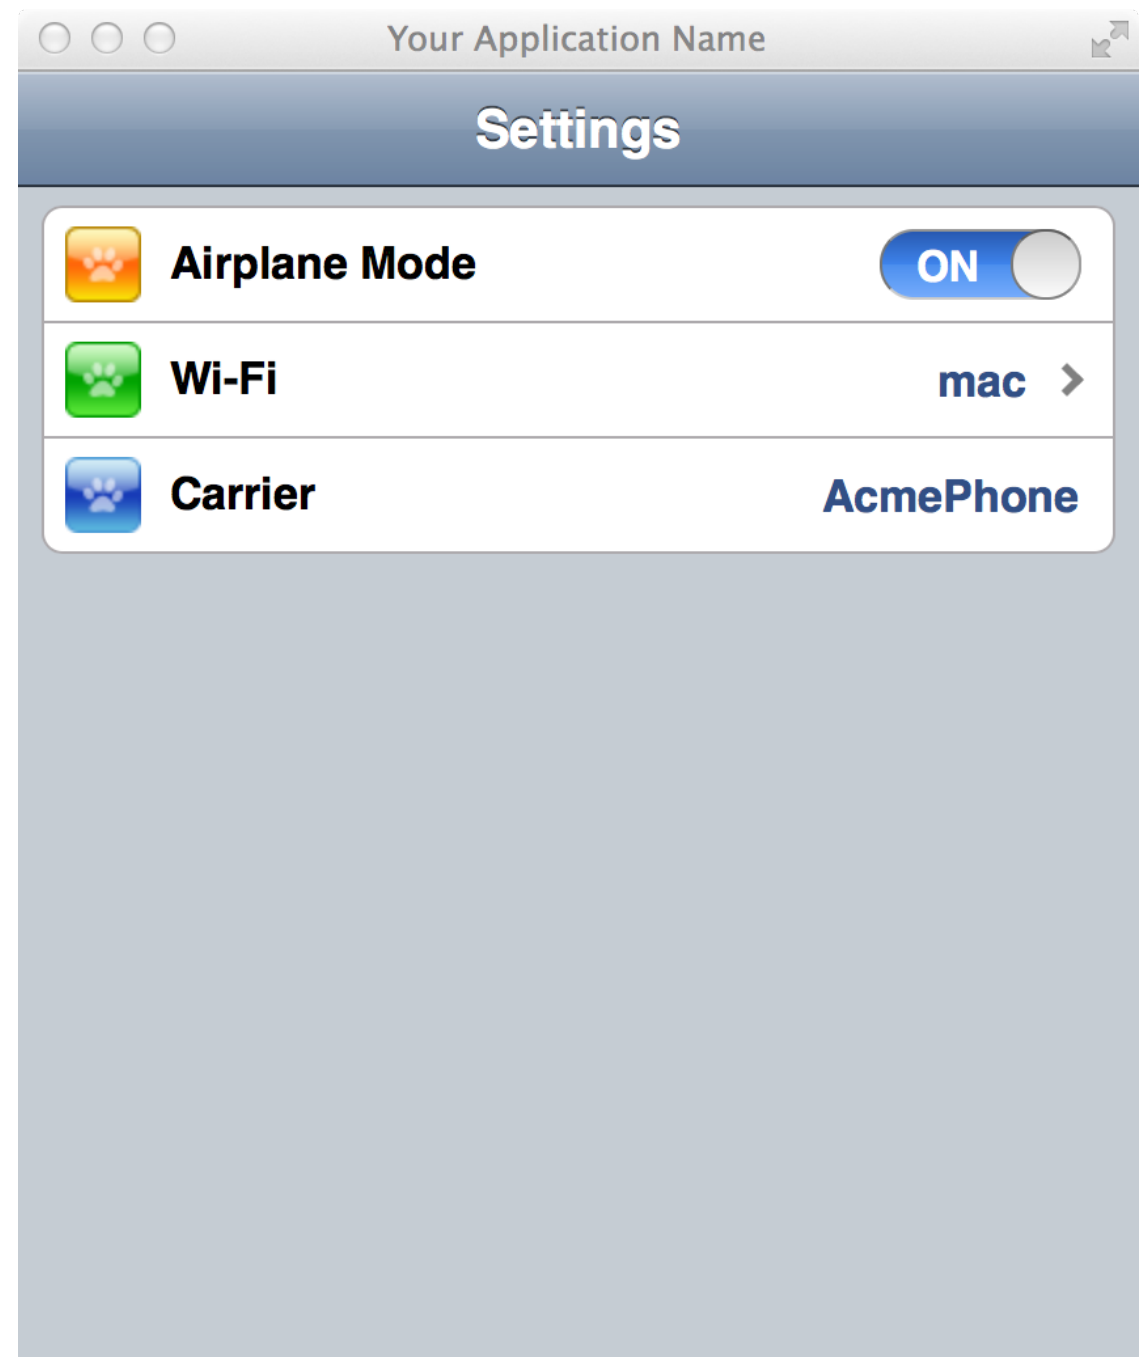 Your Application Name
Settings
Airplane Mode ON
Wi-Fi mac
Carrier AcmePhone